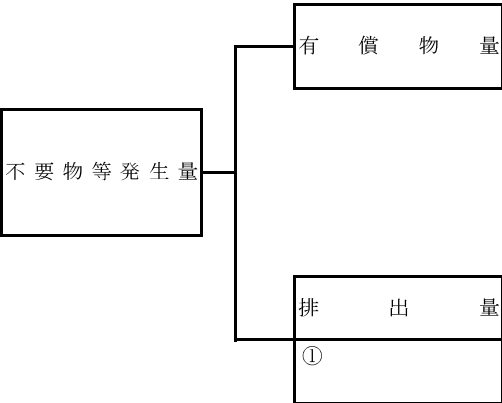 有償物量
不要物等発生量
排出量
①